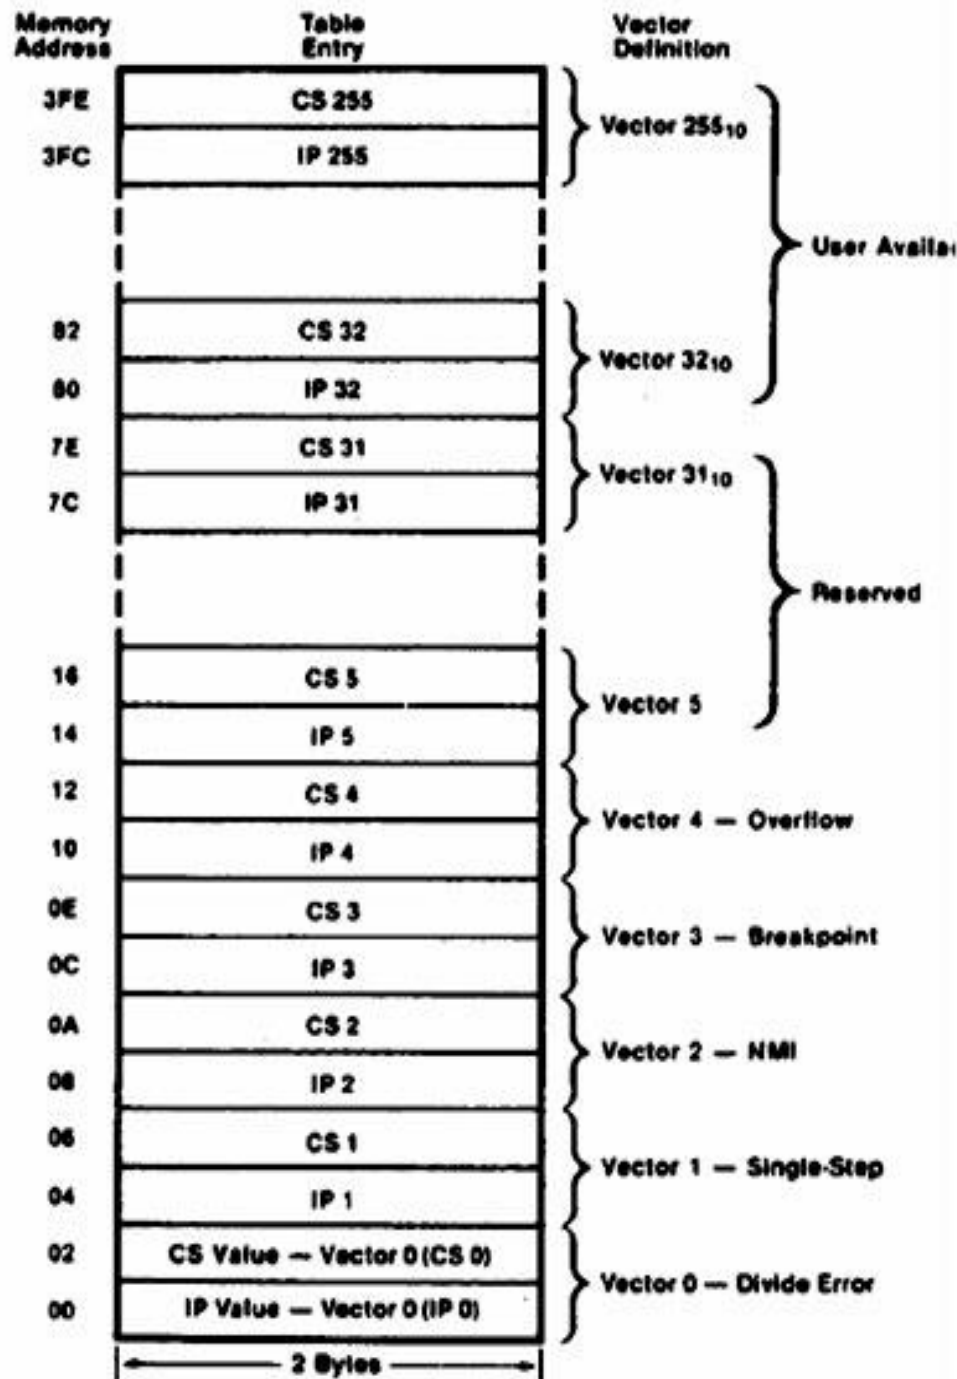 Memory Address
Table Entry
Vector Definition
3FE
CS 255
3FC
IP 255
Vector 255₁₀
User Availa
82
CS 32
80
IP 32
Vector 32₁₀
7E
CS 31
7C
IP 31
Vector 31₁₀
Reserved
16
CS 5
14
IP 5
Vector 5
12
CS 4
10
IP 4
Vector 4 — Overflow
0E
CS 3
0C
IP 3
Vector 3 — Breakpoint
0A
CS 2
08
IP 2
Vector 2 — NMI
06
CS 1
04
IP 1
Vector 1 — Single-Step
02
CS Value — Vector 0 (CS 0)
00
IP Value — Vector 0 (IP 0)
Vector 0 — Divide Error
2 Bytes